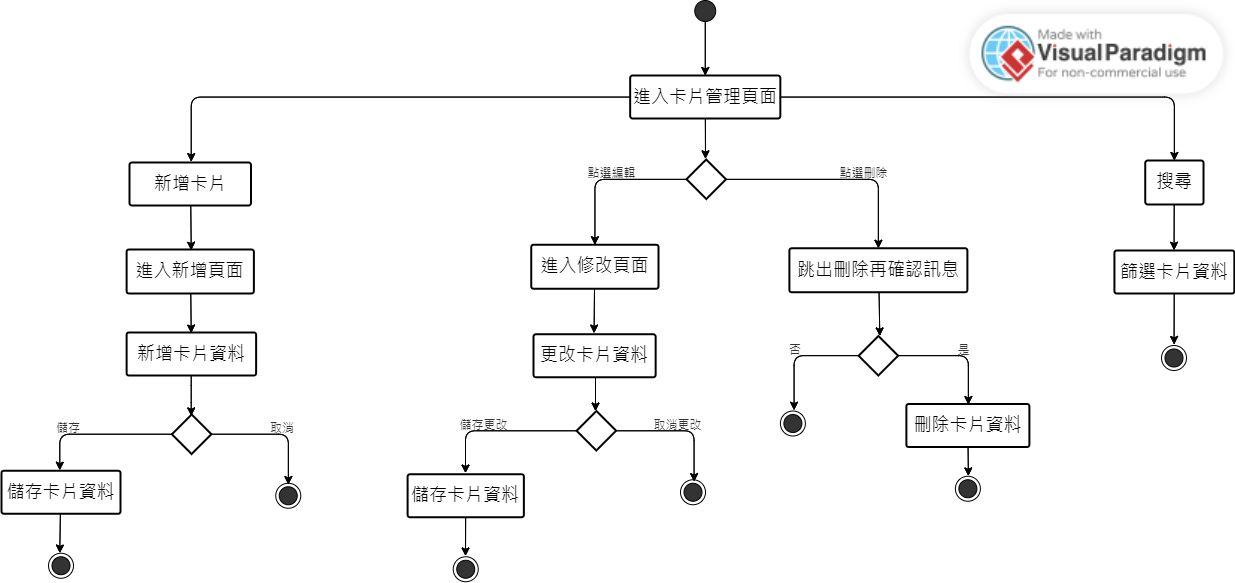 Made with
Visual Paradigm
For non-commercial use
進入卡片管理頁面
新增卡片
點選編輯
點選刪除
搜尋
進入新增頁面
進入修改頁面
跳出刪除再確認訊息
篩選卡片資料
新增卡片資料
更改卡片資料
否
是
儲存
取消
儲存更改
取消更改
刪除卡片資料
儲存卡片資料
儲存卡片資料